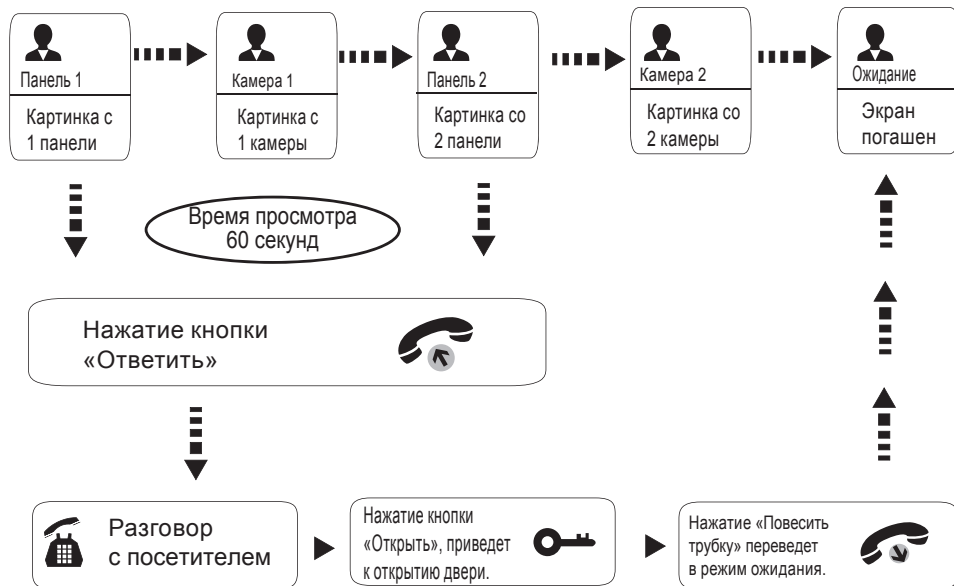 Панель 1
Картинка с
1 панели
Камера 1
Картинка с
1 камеры
Панель 2
Картинка со
2 панели
Камера 2
Картинка со
2 камеры
Ожидание
Экран
погашен
Время просмотра
60 секунд
Нажатие кнопки
«Ответить»
Разговор
с посетителем
Нажатие кнопки
«Открыть», приведет
к открытию двери.
Нажатие «Повесить
трубку» переведет
в режим ожидания.